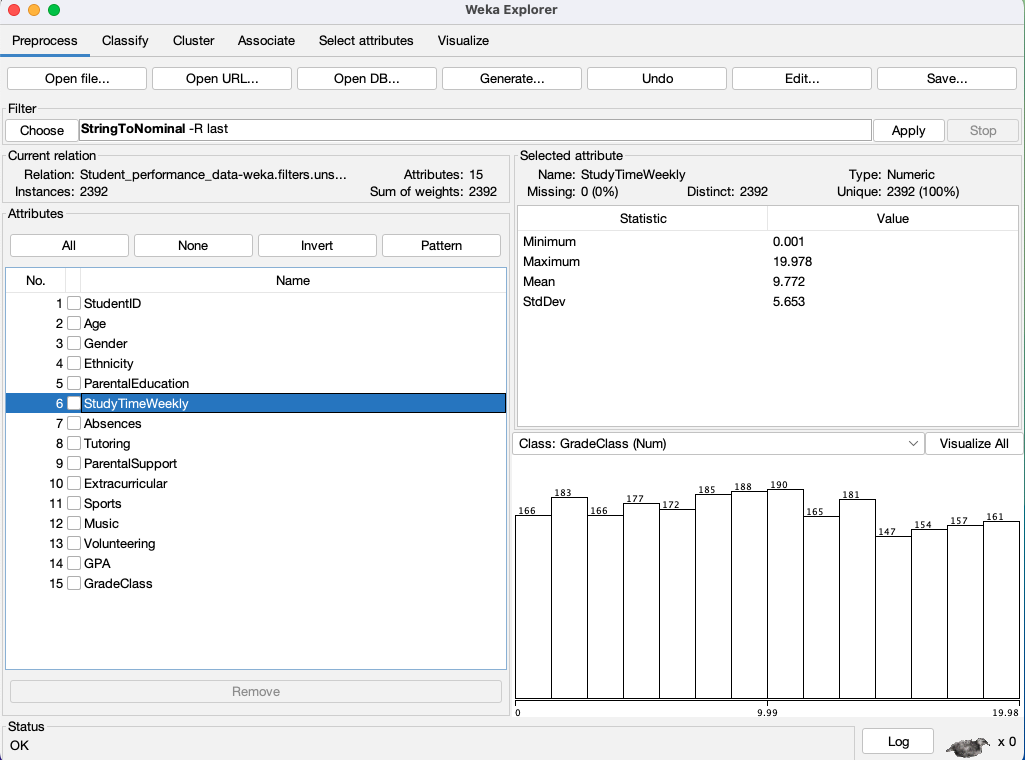 Weka Explorer
Preprocess Classify Cluster Associate Select attributes Visualize
Open file... Open URL... Open DB... Generate... Undo Edit... Save...
Filter
Choose StringToNominal -R last Apply Stop
Current relation
Relation: Student_performance_data-weka.filters.uns... Attributes: 15
Instances: 2392 Sum of weights: 2392
Attributes
All None Invert Pattern
No. Name
1 StudentID
2 Age
3 Gender
4 Ethnicity
5 ParentalEducation
6 StudyTimeWeekly
7 Absences
8 Tutoring
9 ParentalSupport
10 Extracurricular
11 Sports
12 Music
13 Volunteering
14 GPA
15 GradeClass
Remove
Selected attribute
Name: StudyTimeWeekly Type: Numeric
Missing: 0 (0%) Distinct: 2392 Unique: 2392 (100%)
Statistic Value
Minimum 0.001
Maximum 19.978
Mean 9.772
StdDev 5.653
Class: GradeClass (Num) Visualize All
166 183 166 177 172 185 188 190 165 181 147 154 157 161
0 9.99 19.98
Status
OK
Log x 0